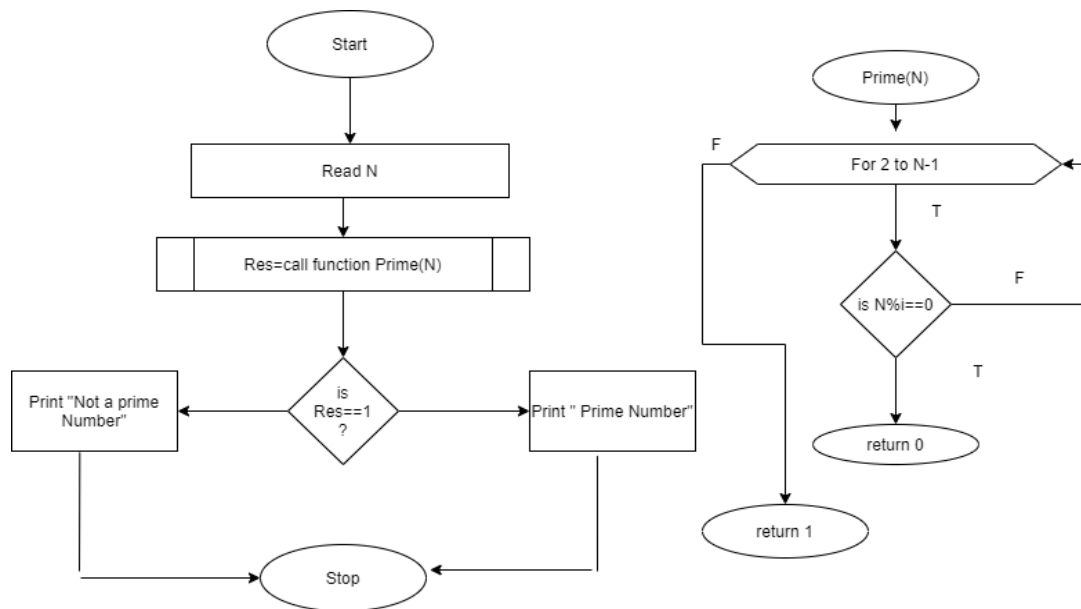 Start
Read N
Res=call function Prime(N)
is
Res==1
?
Print "Not a prime
Number"
Print " Prime Number"
Stop
Prime(N)
F
For 2 to N-1
T
is N%i==0
F
T
return 0
return 1